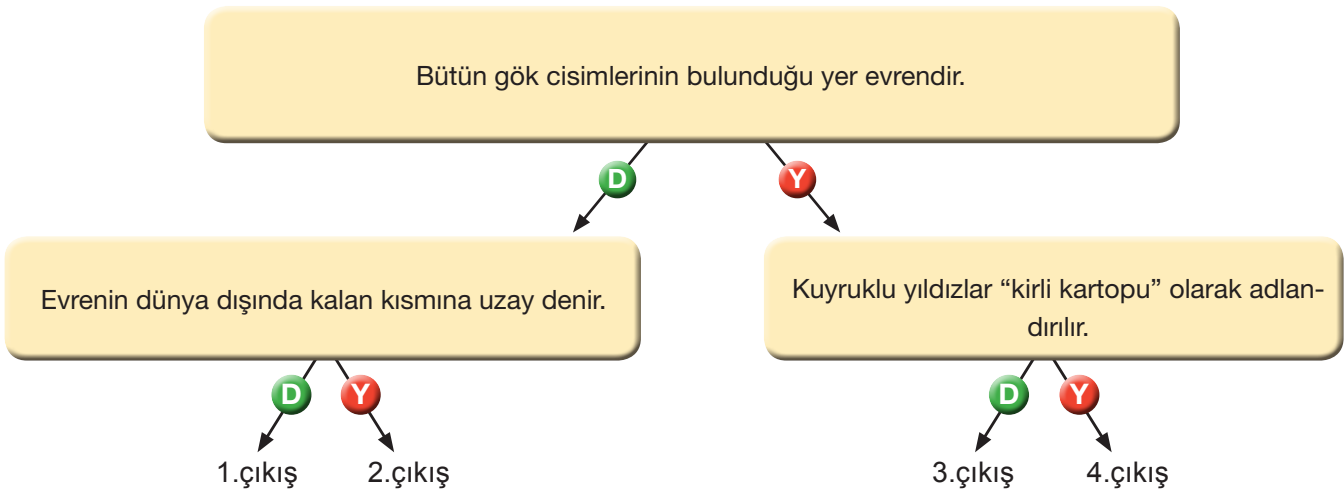 Bütün gök cisimlerinin bulunduğu yer evrendir.
D
Y
Evrenin dünya dışında kalan kısmına uzay denir.
Kuyruklu yıldızlar “kirli kartopu” olarak adlan-
dırılır.
D
Y
D
Y
1.çıkış
2.çıkış
3.çıkış
4.çıkış